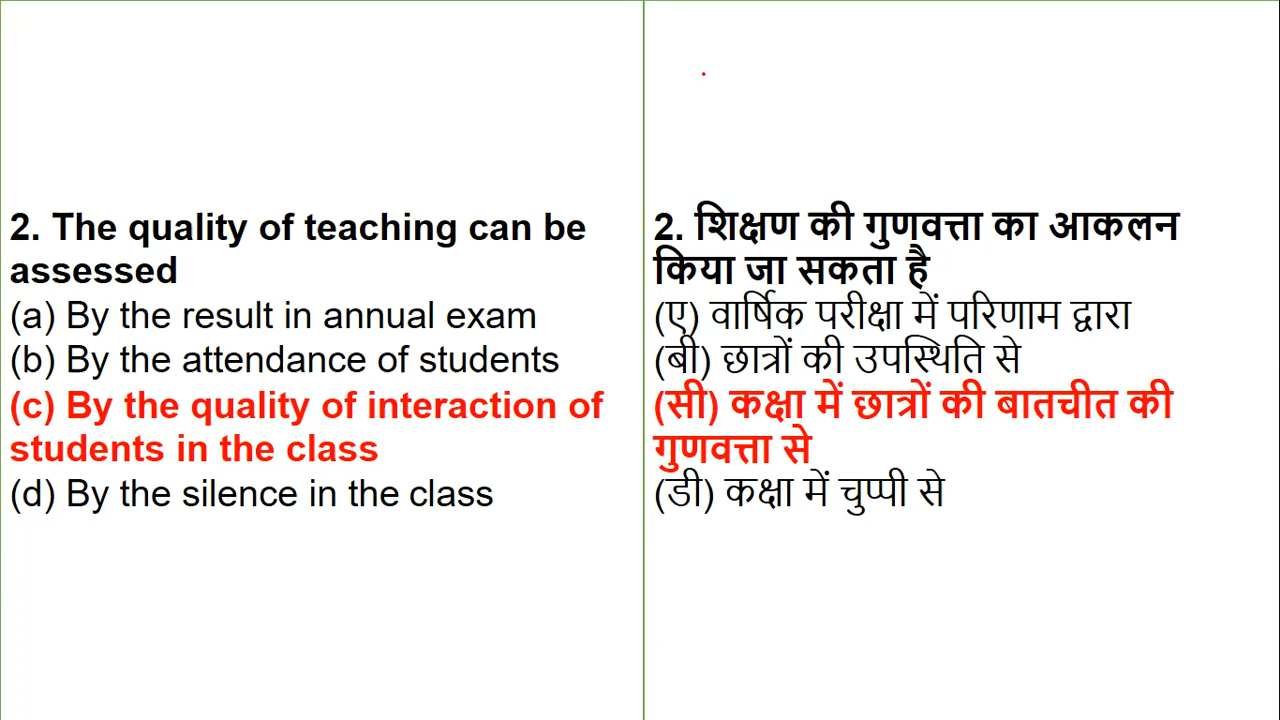 2. The quality of teaching can be
assessed
(a) By the result in annual exam
(b) By the attendance of students
(c) By the quality of interaction of
students in the class
(d) By the silence in the class
2. शिक्षण की गुणवत्ता का आकलन
किया जा सकता है
(ए) वार्षिक परीक्षा में परिणाम द्वारा
(बी) छात्रों की उपस्थिति से
(सी) कक्षा में छात्रों की बातचीत की
गुणवत्ता से
(डी) कक्षा में चुप्पी से